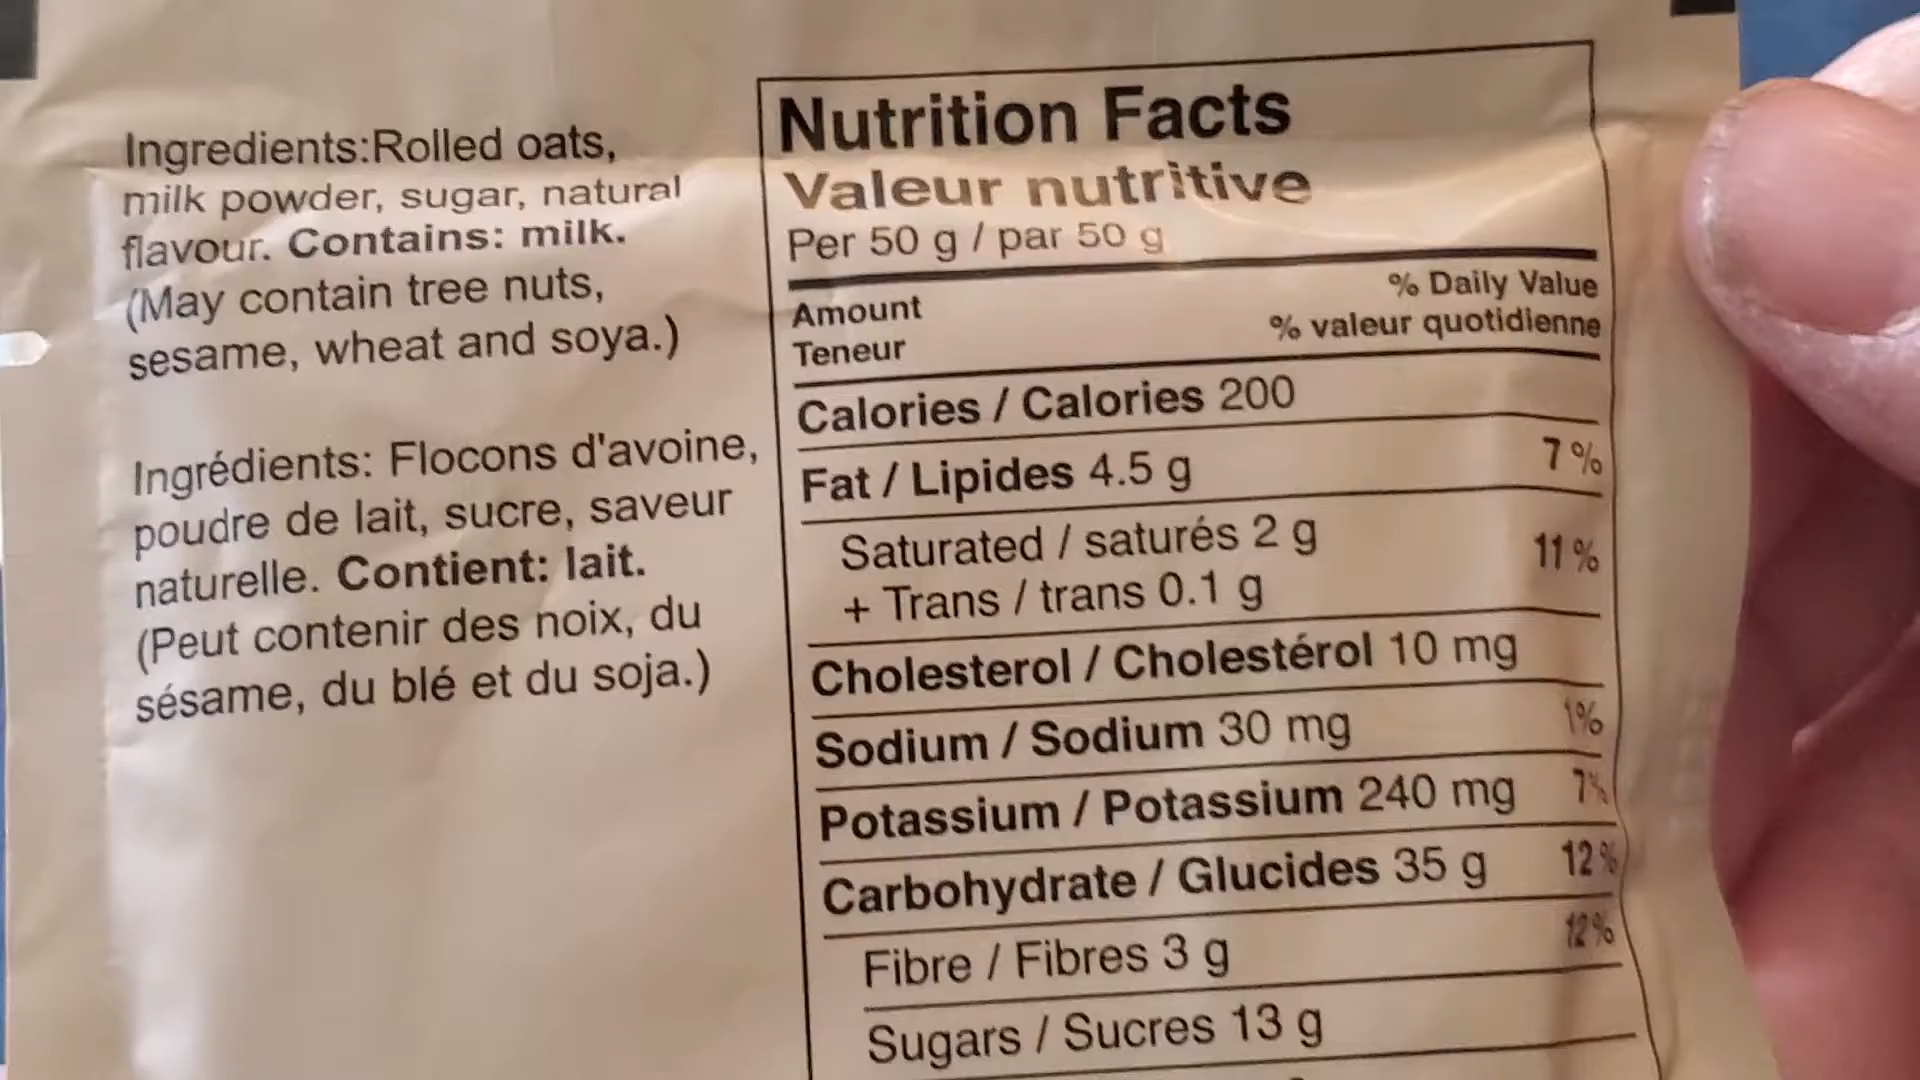 Ingredients:Rolled oats,
milk powder, sugar, natural
flavour. Contains: milk.
(May contain tree nuts,
sesame, wheat and soya.)
Ingrédients: Flocons d'avoine,
poudre de lait, sucre, saveur
naturelle. Contient: lait.
(Peut contenir des noix, du
sésame, du blé et du soja.)
Nutrition Facts
Valeur nutritive
Per 50 g / par 50 g
Amount % Daily Value
Teneur % valeur quotidienne
Calories / Calories 200
Fat / Lipides 4.5 g 7 %
Saturated / saturés 2 g
+ Trans / trans 0.1 g 11 %
Cholesterol / Cholestérol 10 mg
Sodium / Sodium 30 mg 1%
Potassium / Potassium 240 mg 7%
Carbohydrate / Glucides 35 g 12 %
Fibre / Fibres 3 g 12 %
Sugars / Sucres 13 g